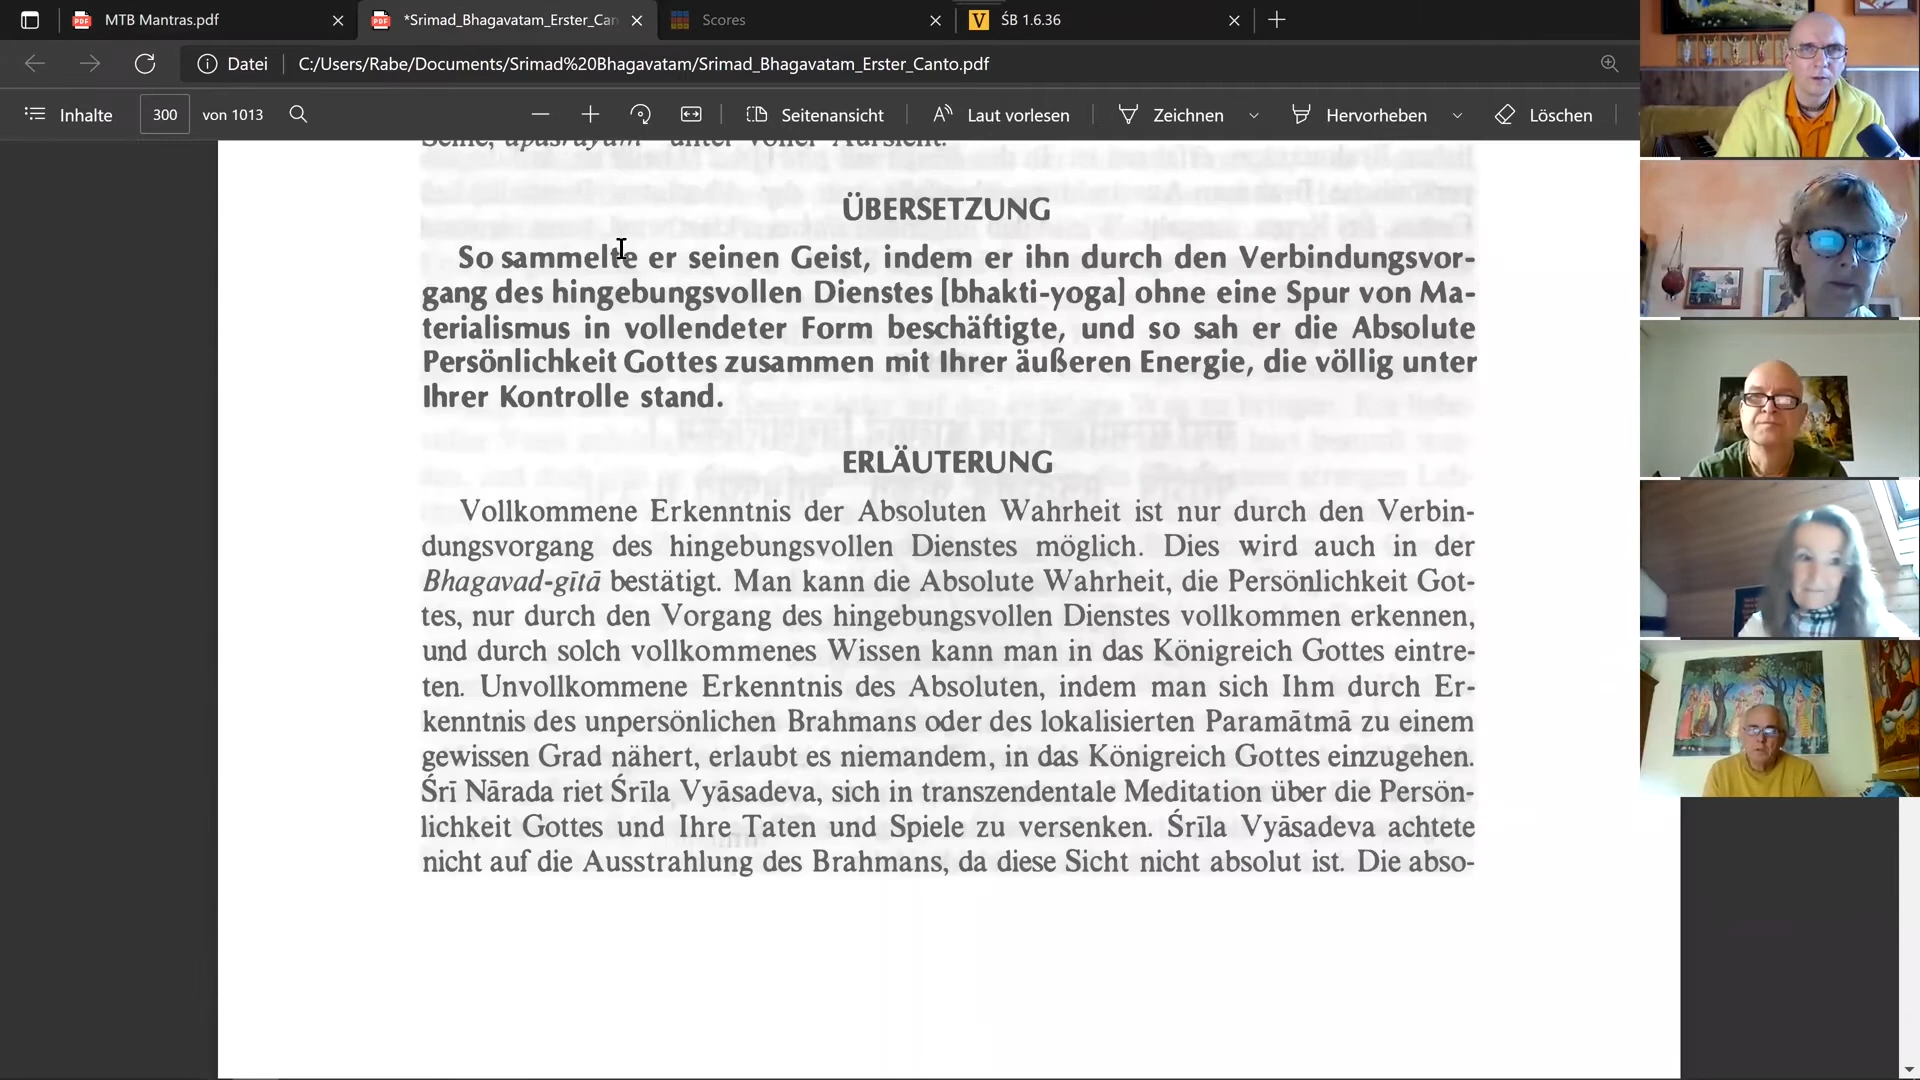 MTB Mantras.pdf
*Srimad_Bhagavatam_Erster_Can
Scores
ŚB 1.6.36
Datei
C:/Users/Rabe/Documents/Srimad%20Bhagavatam/Srimad_Bhagavatam_Erster_Canto.pdf
Inhalte
300 von 1013
Seitenansicht
Laut vorlesen
Zeichnen
Hervorheben
Löschen
Seine; apāśrayam—unter voller Aufsicht.
ÜBERSETZUNG
So sammelte er seinen Geist, indem er ihn durch den Verbindungsvor-
gang des hingebungsvollen Dienstes [bhakti-yoga] ohne eine Spur von Ma-
terialismus in vollendeter Form beschäftigte, und so sah er die Absolute
Persönlichkeit Gottes zusammen mit Ihrer äußeren Energie, die völlig unter
Ihrer Kontrolle stand.
ERLÄUTERUNG
Vollkommene Erkenntnis der Absoluten Wahrheit ist nur durch den Verbin-
dungsvorgang des hingebungsvollen Dienstes möglich. Dies wird auch in der
Bhagavad-gītā bestätigt. Man kann die Absolute Wahrheit, die Persönlichkeit Got-
tes, nur durch den Vorgang des hingebungsvollen Dienstes vollkommen erkennen,
und durch solch vollkommenes Wissen kann man in das Königreich Gottes eintre-
ten. Unvollkommene Erkenntnis des Absoluten, indem man sich Ihm durch Er-
kenntnis des unpersönlichen Brahmans oder des lokalisierten Paramātmā zu einem
gewissen Grad nähert, erlaubt es niemandem, in das Königreich Gottes einzugehen.
Śrī Nārada riet Śrīla Vyāsadeva, sich in transzendentale Meditation über die Persön-
lichkeit Gottes und Ihre Taten und Spiele zu versenken. Śrīla Vyāsadeva achtete
nicht auf die Ausstrahlung des Brahmans, da diese Sicht nicht absolut ist. Die abso-